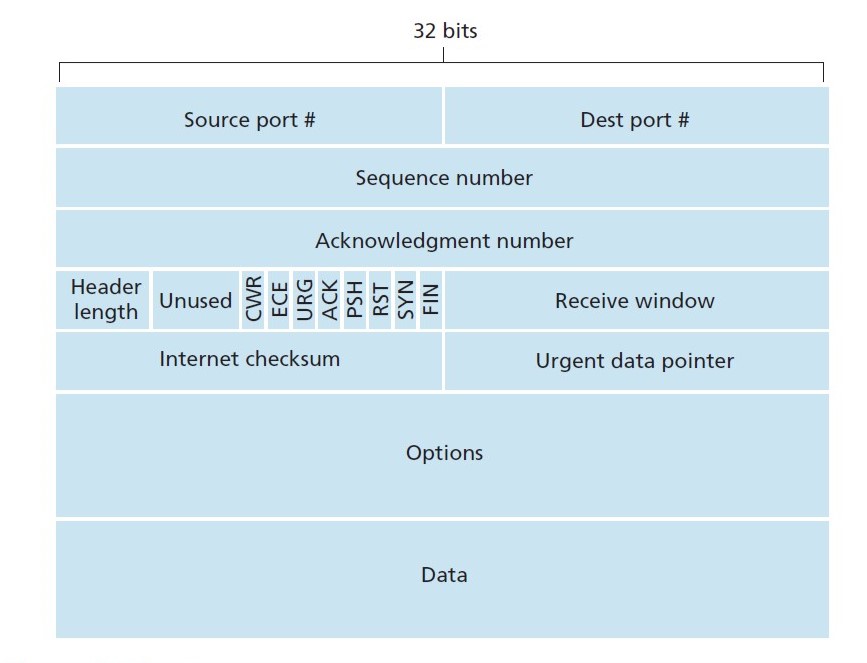 32 bits
Source port #
Dest port #
Sequence number
Acknowledgment number
Header
length
Unused
CWR
ECE
URG
ACK
PSH
RST
SYN
FIN
Receive window
Internet checksum
Urgent data pointer
Options
Data